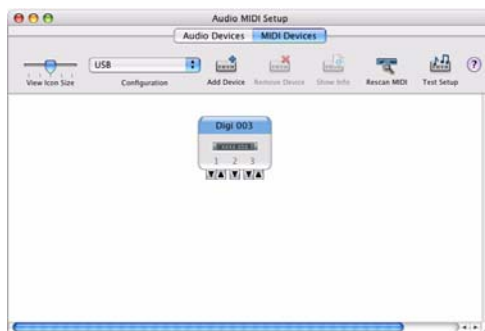 Audio MIDI Setup
Audio Devices MIDI Devices
USB
View Icon Size Configuration Add Device Remove Device Show Info Rescan MIDI Test Setup ?
Digi 003
1 2 3